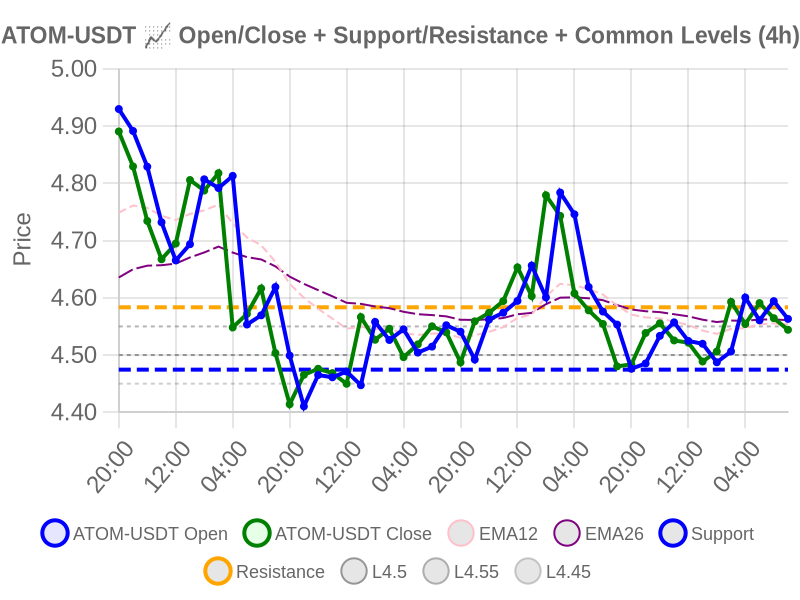 ATOM-USDT 📈 Open/Close + Support/Resistance + Common Levels (4h)
5.00
4.90
4.80
4.70
4.60
4.50
4.40
Price
20:00 12:00 04:00 20:00 12:00 04:00 20:00 12:00 04:00 20:00 12:00 04:00
ATOM-USDT Open ATOM-USDT Close EMA12 EMA26 Support
Resistance L4.5 L4.55 L4.45